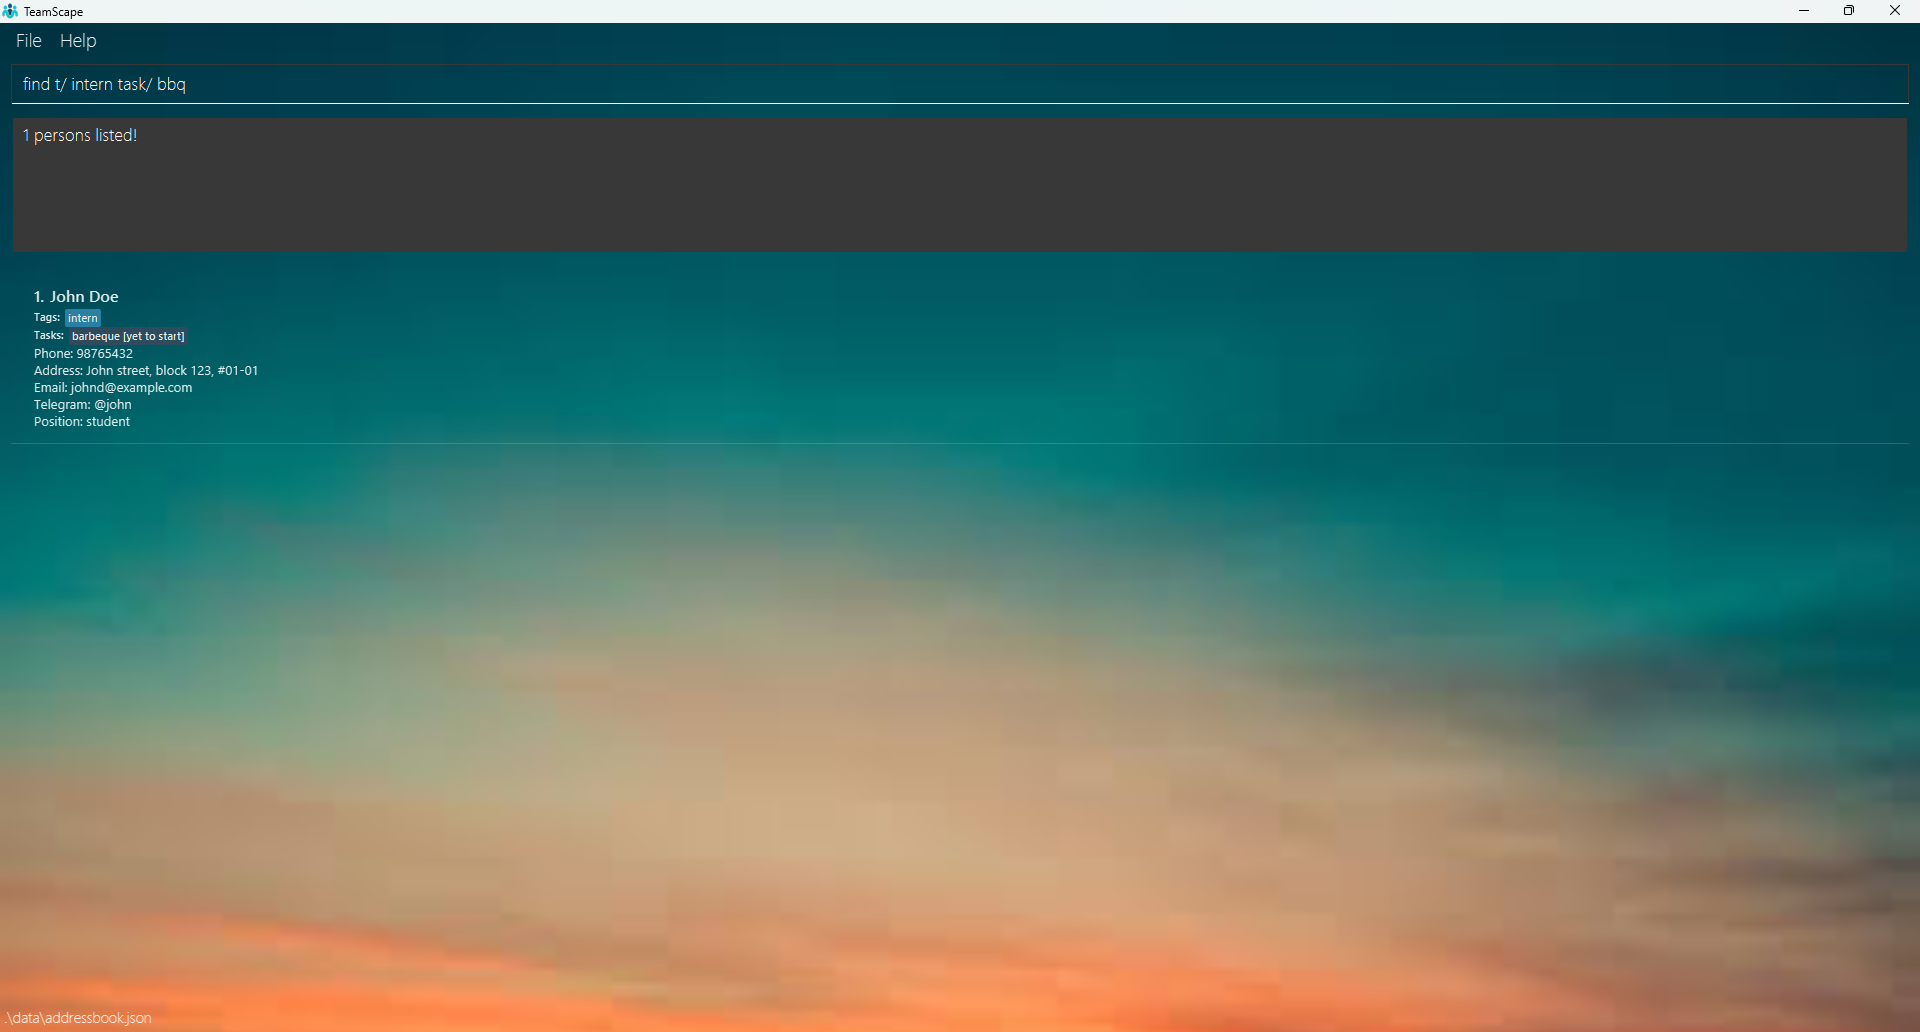 TeamScape
File Help
find t/ intern task/ bbq
1 persons listed!
1. John Doe
Tags: intern
Tasks: barbeque [yet to start]
Phone: 98765432
Address: John street, block 123, #01-01
Email: johnd@example.com
Telegram: @john
Position: student
.\data\addressbook.json